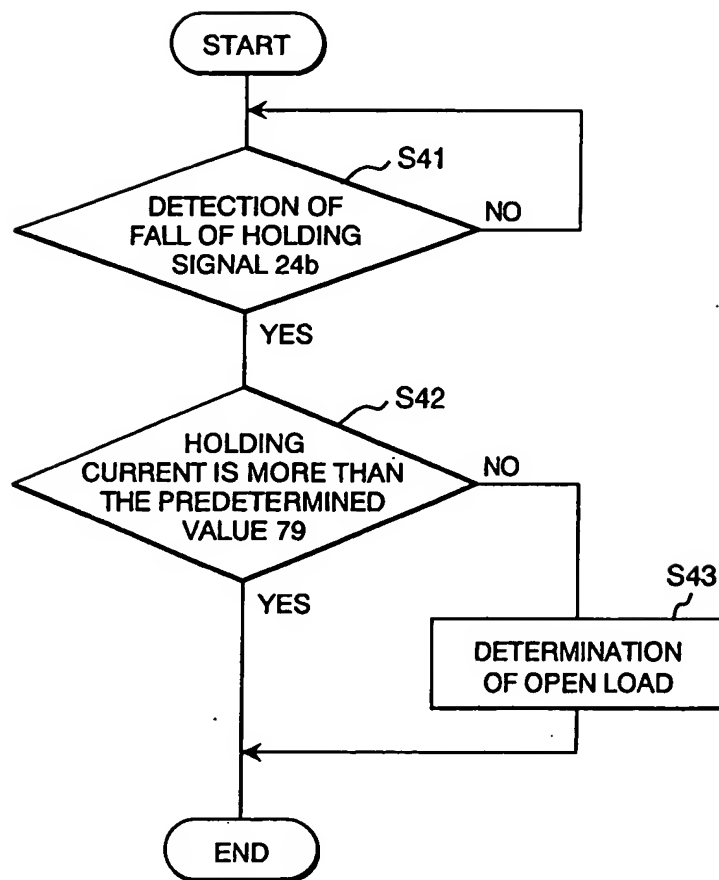 START
S41
DETECTION OF
FALL OF HOLDING
SIGNAL 24b
NO
YES
S42
HOLDING
CURRENT IS MORE THAN
THE PREDETERMINED
VALUE 79
NO
YES
S43
DETERMINATION
OF OPEN LOAD
END